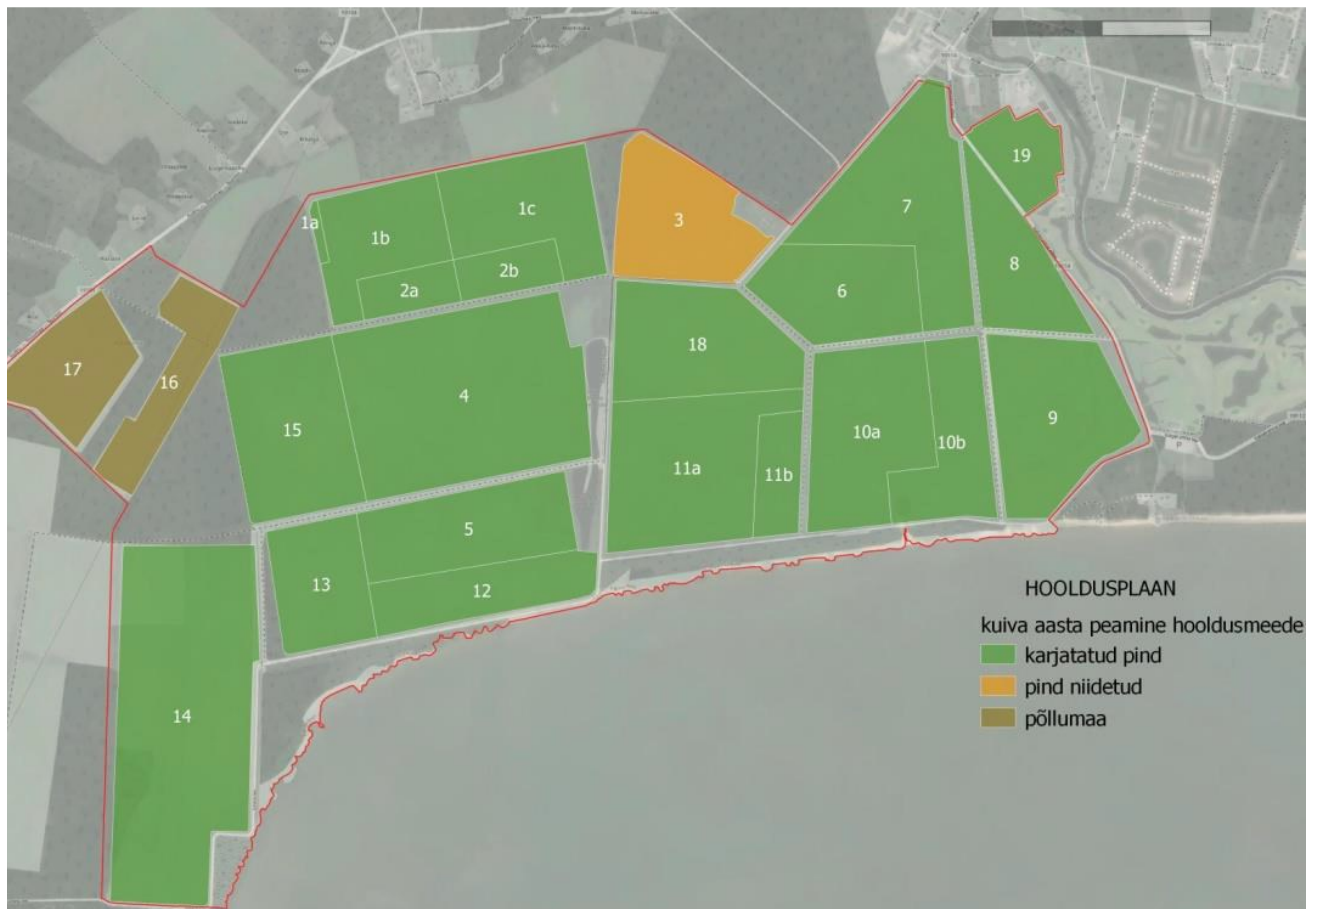 19
7
1a
1b
1c
3
8
2a
2b
6
17
16
18
15
4
9
10a
10b
11a
11b
5
13
12
14
P
HOOLDUSPLAAN
kuiva aasta peamine hooldusmeede
karjatatud pind
pind niidetud
põllumaa